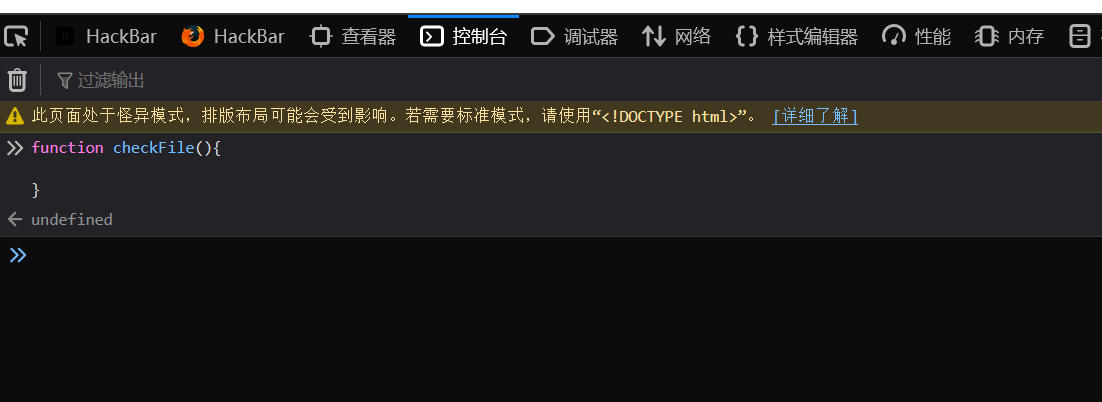 HackBar HackBar 查看器 控制台 调试器 网络 样式编辑器 性能 内存
过滤输出
此页面处于怪异模式，排版布局可能会受到影响。若需要标准模式，请使用“<!DOCTYPE html>”。 [详细了解]
function checkFile(){
}
undefined